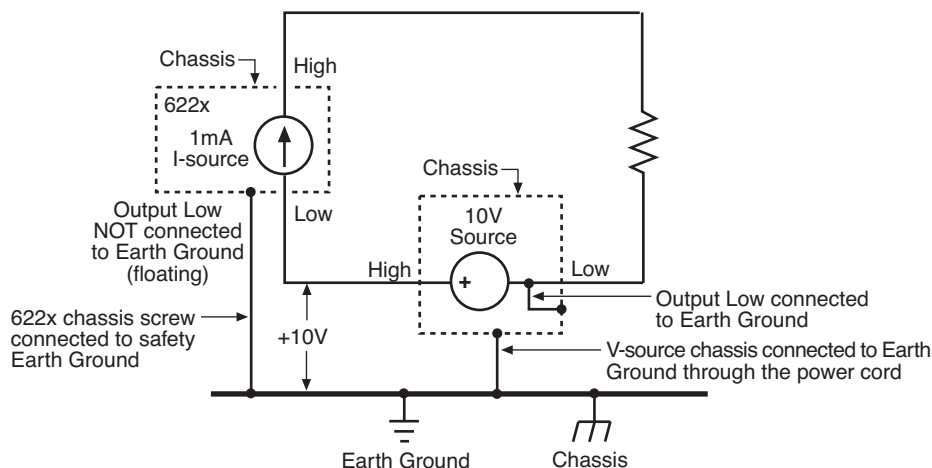 Chassis
High
622x
1mA
I-source
Chassis
Output Low
NOT connected
to Earth Ground
(floating)
Low
10V
Source
High
+
Low
622x chassis screw
connected to safety
Earth Ground
+10V
Output Low connected
to Earth Ground
V-source chassis connected to Earth
Ground through the power cord
Earth Ground
Chassis